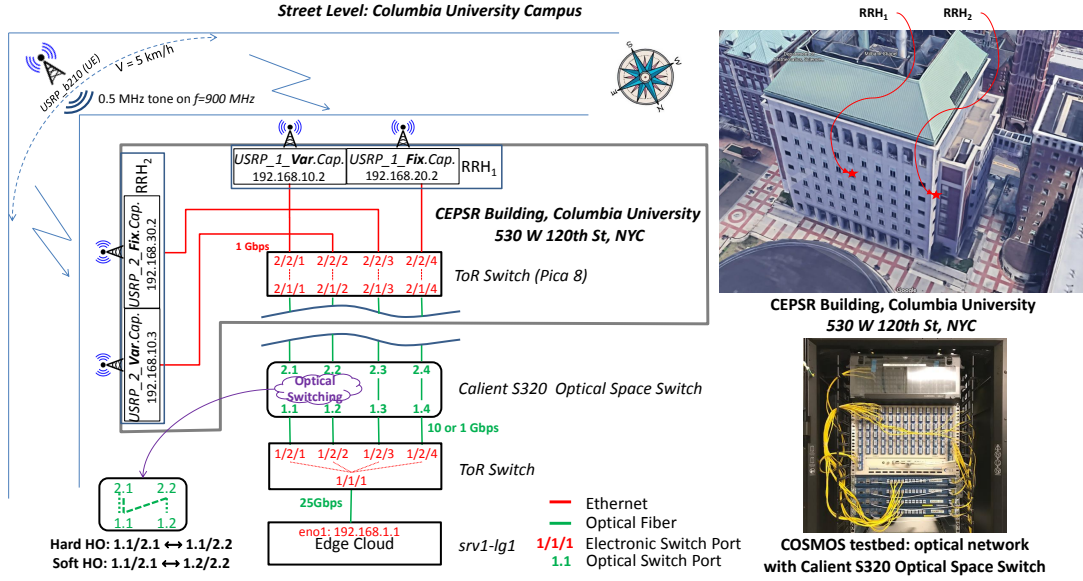 Street Level: Columbia University Campus
USRP_b210 (UE)
V = 5 km/h
0.5 MHz tone on f=900 MHz
S
W
E
N
RRH1
RRH2
USRP_1_Var.Cap.
192.168.10.2
USRP_1_Fix.Cap.
192.168.20.2
RRH1
RRH2
USRP_2_Fix.Cap.
192.168.30.2
USRP_2_Var.Cap.
192.168.10.3
CEPSR Building, Columbia University
530 W 120th St, NYC
1 Gbps
2/2/1 2/2/2 2/2/3 2/2/4
2/1/1 2/1/2 2/1/3 2/1/4
ToR Switch (Pica 8)
2.1 2.2 2.3 2.4
Optical
Switching
1.1 1.2 1.3 1.4
Calient S320 Optical Space Switch
10 or 1 Gbps
1/2/1 1/2/2 1/2/3 1/2/4
1/1/1
ToR Switch
25Gbps
eno1: 192.168.1.1
Edge Cloud
srv1-lg1
2.1 2.2
1.1 1.2
Hard HO: 1.1/2.1 ↔ 1.1/2.2
Soft HO: 1.1/2.1 ↔ 1.2/2.2
Ethernet
Optical Fiber
1/1/1 Electronic Switch Port
1.1 Optical Switch Port
Google
CEPSR Building, Columbia University
530 W 120th St, NYC
COSMOS testbed: optical network
with Calient S320 Optical Space Switch